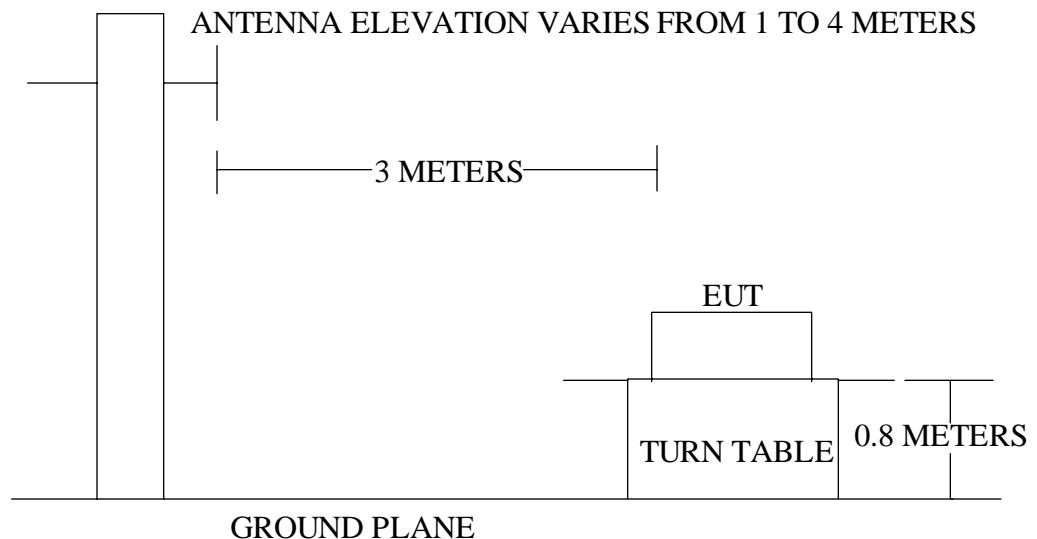 ANTENNA ELEVATION VARIES FROM 1 TO 4 METERS
3 METERS
EUT
TURN TABLE
0.8 METERS
GROUND PLANE